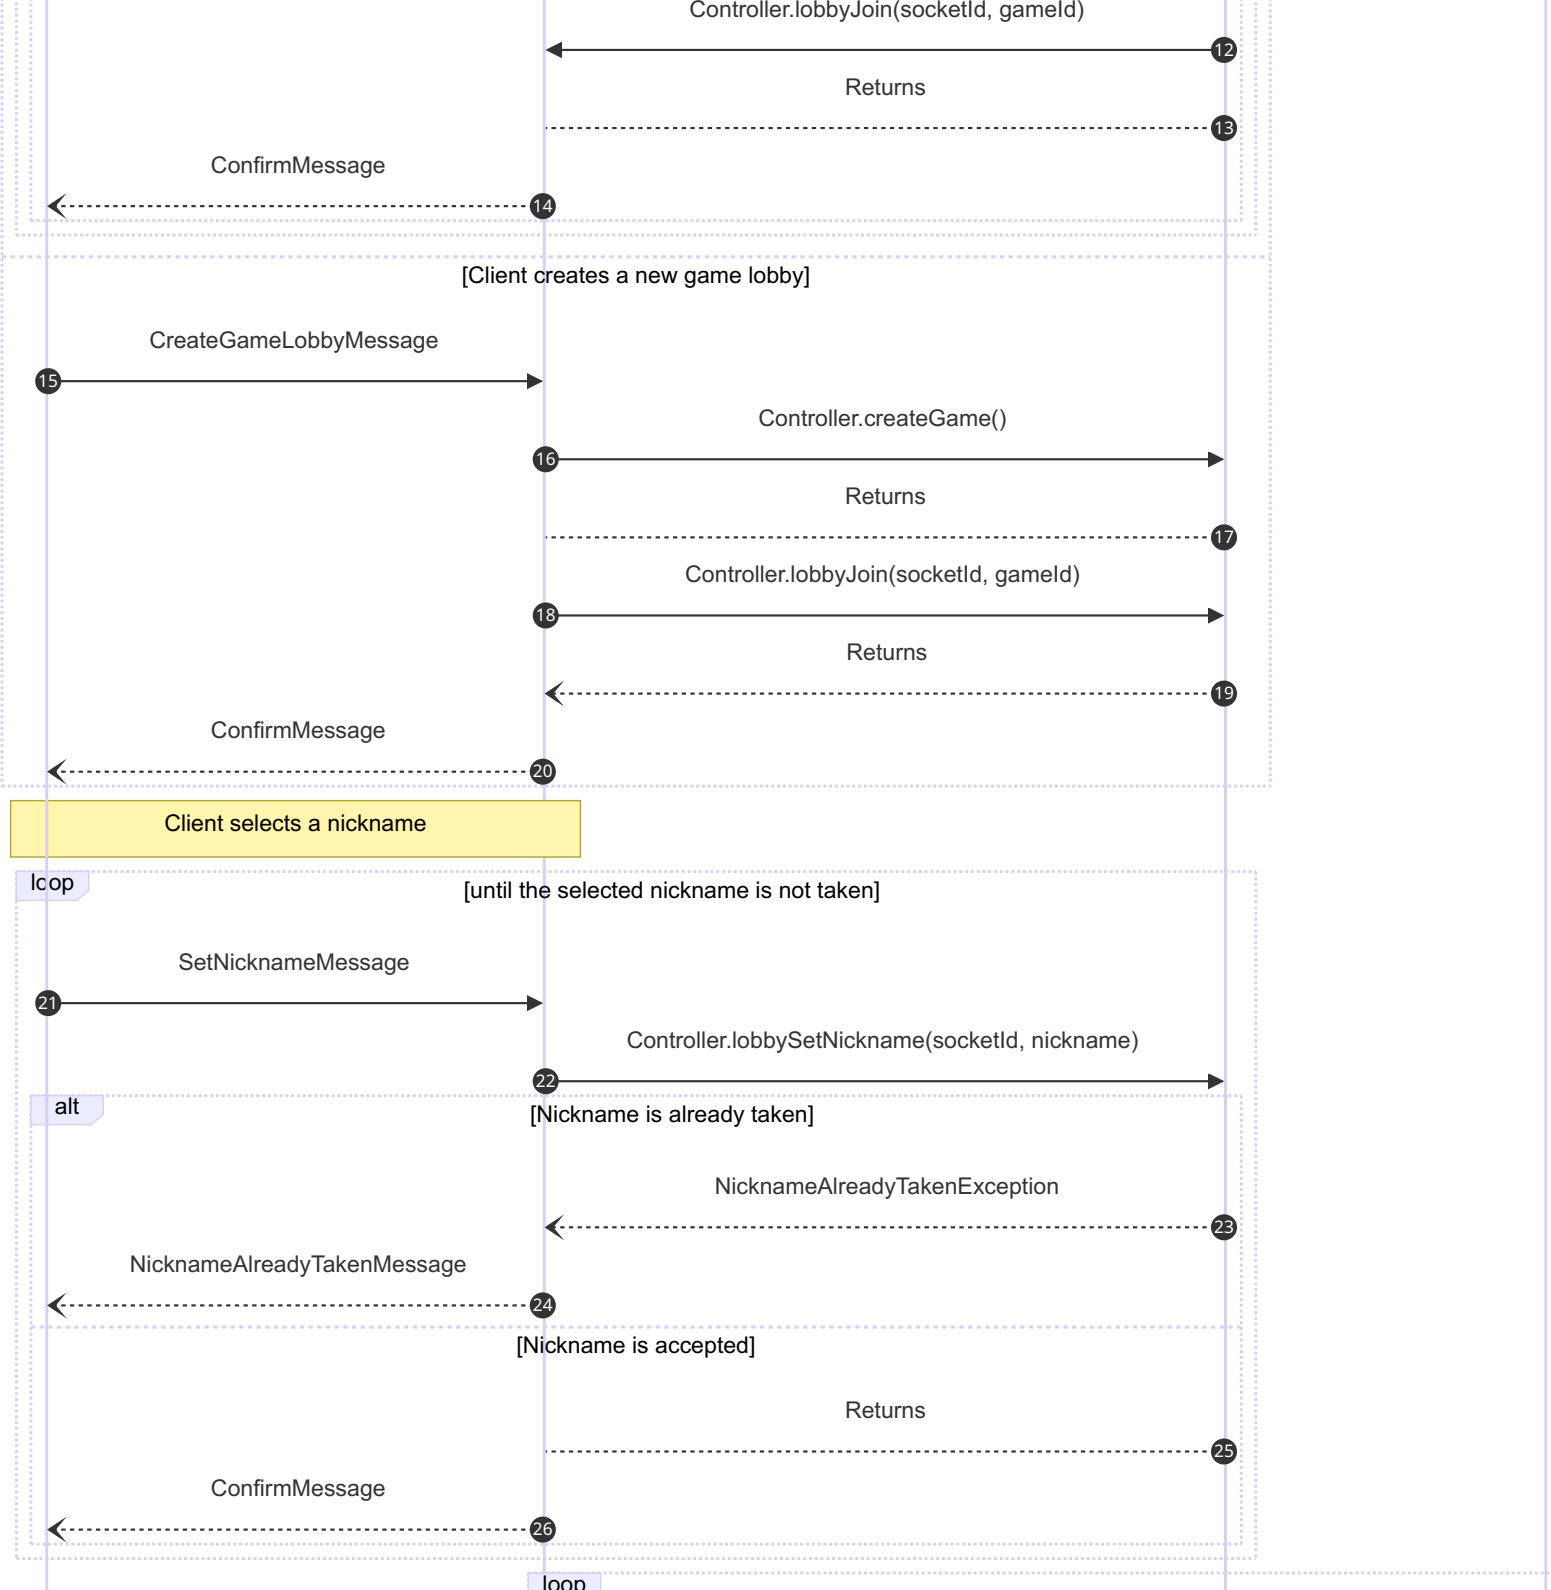 Controller.lobbyJoin(socketId, gameId)
12
Returns
13
ConfirmMessage
14
[Client creates a new game lobby]
CreateGameLobbyMessage
15
Controller.createGame()
16
Returns
17
Controller.lobbyJoin(socketId, gameId)
18
Returns
19
ConfirmMessage
20
Client selects a nickname
loop
[until the selected nickname is not taken]
SetNicknameMessage
21
Controller.lobbySetNickname(socketId, nickname)
22
alt
[Nickname is already taken]
NicknameAlreadyTakenException
23
NicknameAlreadyTakenMessage
24
[Nickname is accepted]
Returns
25
ConfirmMessage
26
loop